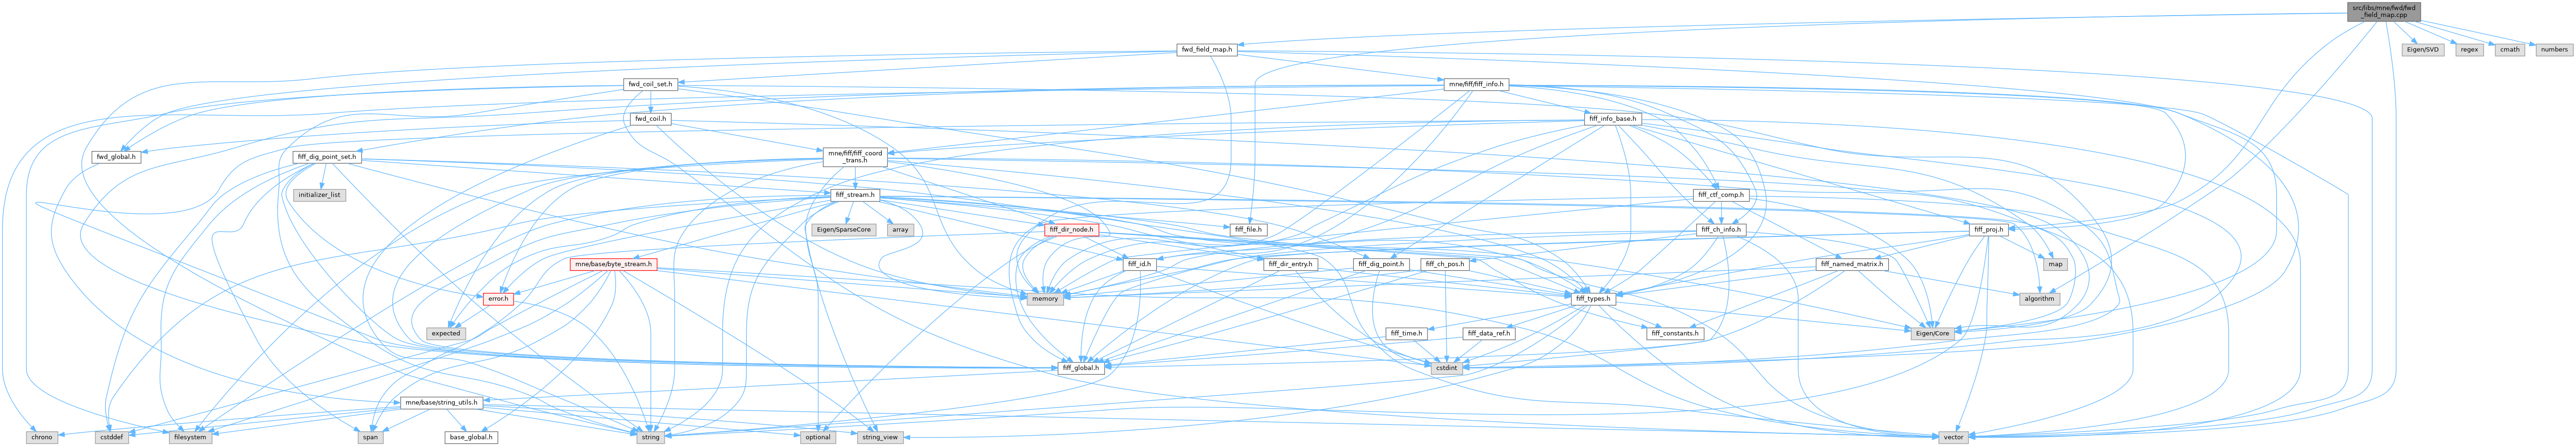 src/libs/mne/fwd/fwd
_field_map.cpp
fwd_field_map.h
Eigen/SVD
regex
cmath
numbers
fwd_coil_set.h
mne/fiff/fiff_info.h
fwd_coil.h
fiff_info_base.h
fwd_global.h
fiff_dig_point_set.h
mne/fiff/fiff_coord
_trans.h
initializer_list
fiff_stream.h
fiff_ctf_comp.h
Eigen/SparseCore
array
fiff_file.h
fiff_dir_node.h
fiff_ch_info.h
fiff_proj.h
mne/base/byte_stream.h
fiff_id.h
fiff_dir_entry.h
fiff_dig_point.h
fiff_ch_pos.h
fiff_named_matrix.h
map
error.h
memory
fiff_types.h
algorithm
expected
fiff_time.h
fiff_data_ref.h
fiff_constants.h
Eigen/Core
fiff_global.h
cstdint
mne/base/string_utils.h
chrono
cstddef
filesystem
span
base_global.h
string
optional
string_view
vector